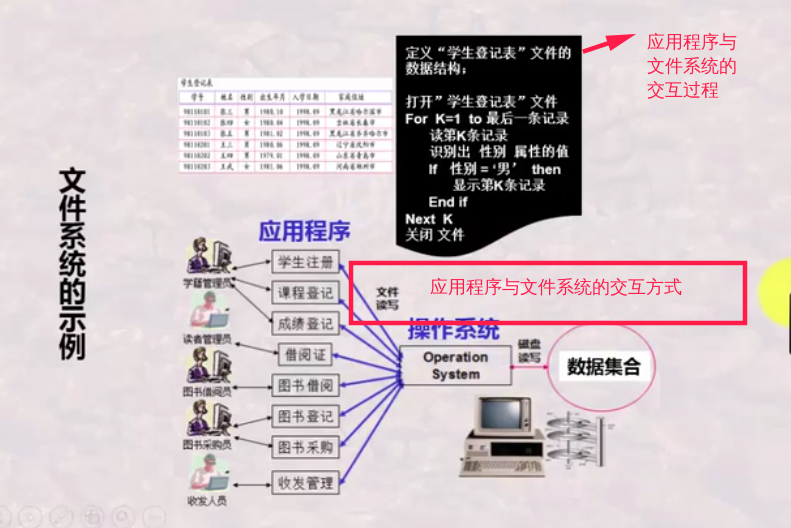 文件系统的示例
学生登记表
学号 姓名 性别 出生年月 入学日期 家庭住址
98110101 张三 男 1980.10 1998.09 黑龙江省哈尔滨市
98110102 张四 女 1980.04 1998.09 吉林省长春市
98110103 张五 男 1981.02 1998.09 黑龙江省齐齐哈尔市
98110201 王三 男 1980.06 1998.09 辽宁省沈阳市
98110202 王四 男 1979.01 1998.09 山东省青岛市
98110203 王武 女 1981.06 1998.09 河南省郑州市
定义“学生登记表”文件的
数据结构；
打开”学生登记表”文件
For K=1 to 最后一条记录
读第K条记录
识别出 性别 属性的值
If 性别 = ‘男’ then
显示第K条记录
End if
Next K
关闭 文件
应用程序与
文件系统的
交互过程
应用程序
学籍管理员
读者管理员
图书借阅员
图书采购员
收发人员
学生注册
课程登记
成绩登记
借阅证
图书借阅
图书登记
图书采购
收发管理
文件
读写
应用程序与文件系统的交互方式
操作系统
Operation
System
磁盘
读写
数据集合